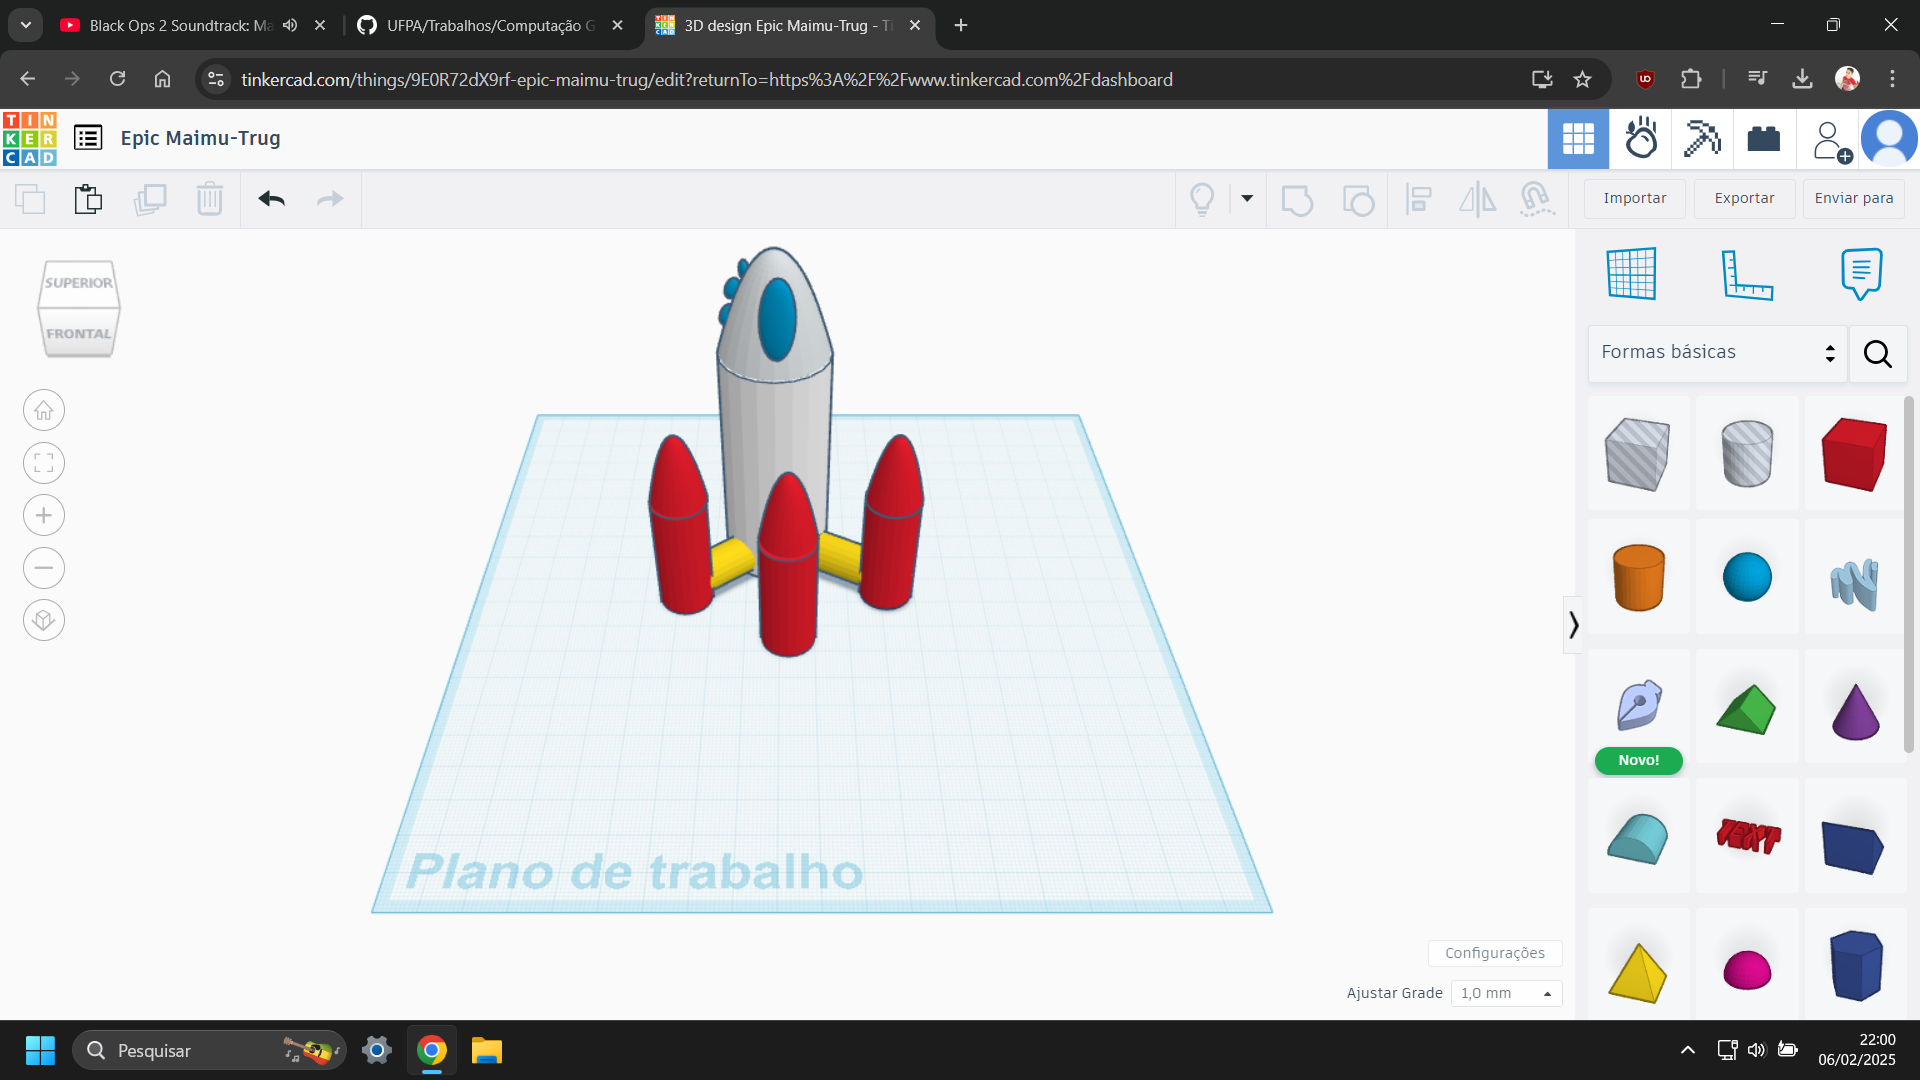 Black Ops 2 Soundtrack: Ma
UFPA/Trabalhos/Computação G
3D design Epic Maimu-Trug - Ti
tinkercad.com/things/9E0R72dX9rf-epic-maimu-trug/edit?returnTo=https%3A%2F%2Fwww.tinkercad.com%2Fdashboard
TIN
KER
CAD
Epic Maimu-Trug
Importar
Exportar
Enviar para
SUPERIOR
FRONTAL
Formas básicas
Novo!
TEXT
Plano de trabalho
Configurações
Ajustar Grade
1,0 mm
Pesquisar
22:00
06/02/2025